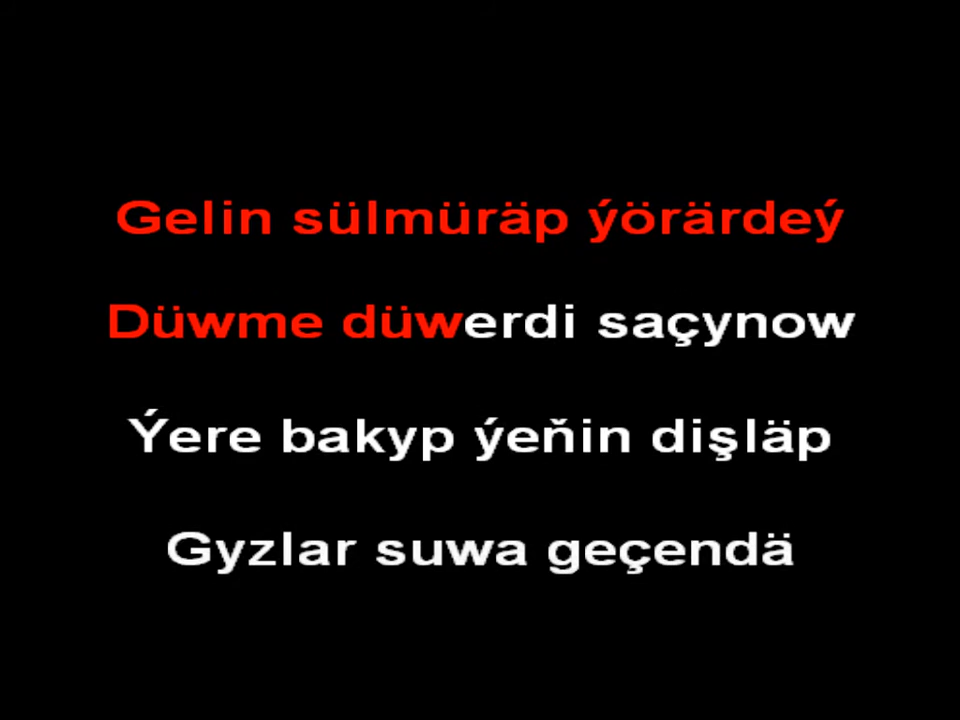 Gelin sülmüräp ýörärdeý
Düwme düwerdi saçynow
Ýere bakyp ýeňin dişläp
Gyzlar suwa geçendä